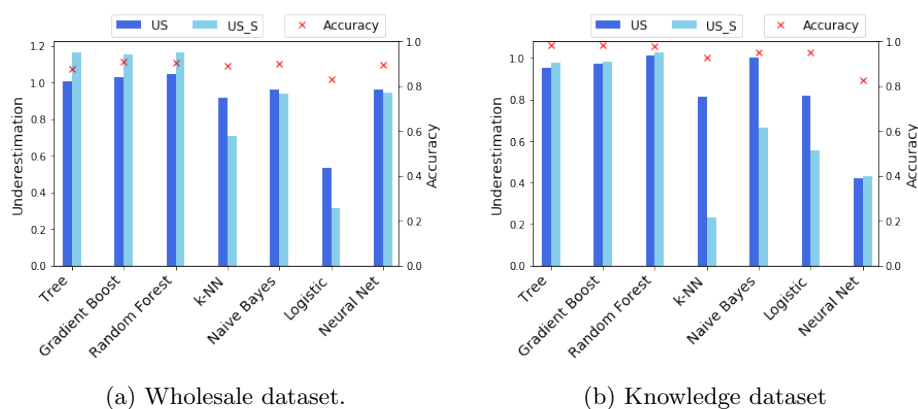 US US_S Accuracy
1.2
1.0
0.8
0.6
0.4
0.2
0.0
Underestimation
1.0
0.8
0.6
0.4
0.2
0.0
Accuracy
Tree
Gradient Boost
Random Forest
k-NN
Naive Bayes
Logistic
Neural Net
(a) Wholesale dataset.
US US_S Accuracy
1.0
0.8
0.6
0.4
0.2
0.0
Underestimation
1.0
0.8
0.6
0.4
0.2
0.0
Accuracy
Tree
Gradient Boost
Random Forest
k-NN
Naive Bayes
Logistic
Neural Net
(b) Knowledge dataset